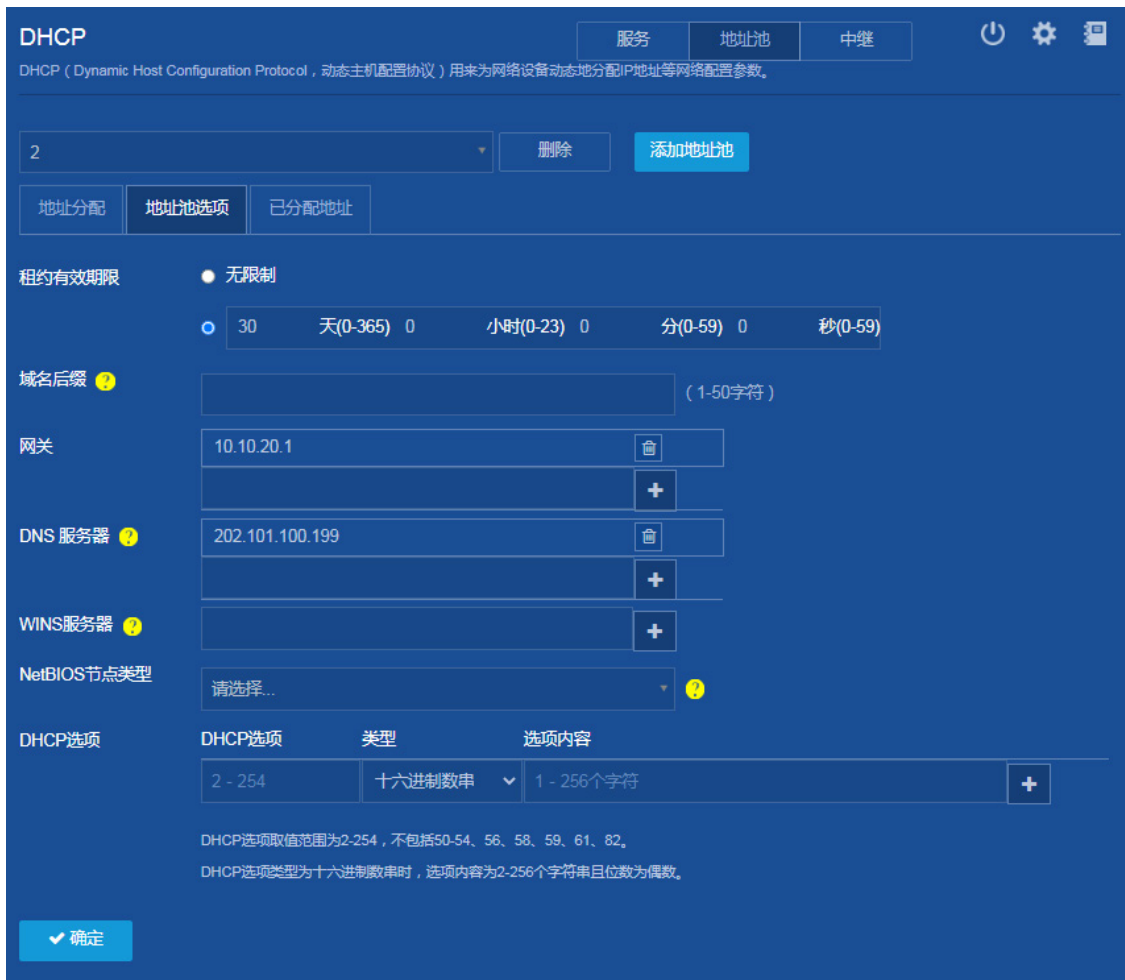 DHCP
服务 地址池 中继
DHCP（Dynamic Host Configuration Protocol，动态主机配置协议）用来为网络设备动态地分配IP地址等网络配置参数。
2 删除 添加地址池
地址分配 地址池选项 已分配地址
租约有效期限 无限制
30 天(0-365) 0 小时(0-23) 0 分(0-59) 0 秒(0-59)
域名后缀 ?
（1-50字符）
网关 10.10.20.1
+
DNS 服务器 ? 202.101.100.199
+
WINS服务器 ? +
NetBIOS节点类型 请选择... ?
DHCP选项 DHCP选项 类型 选项内容
2 - 254 十六进制数串 1 - 256个字符 +
DHCP选项取值范围为2-254，不包括50-54、56、58、59、61、82。
DHCP选项类型为十六进制数串时，选项内容为2-256个字符串且位数为偶数。
确定